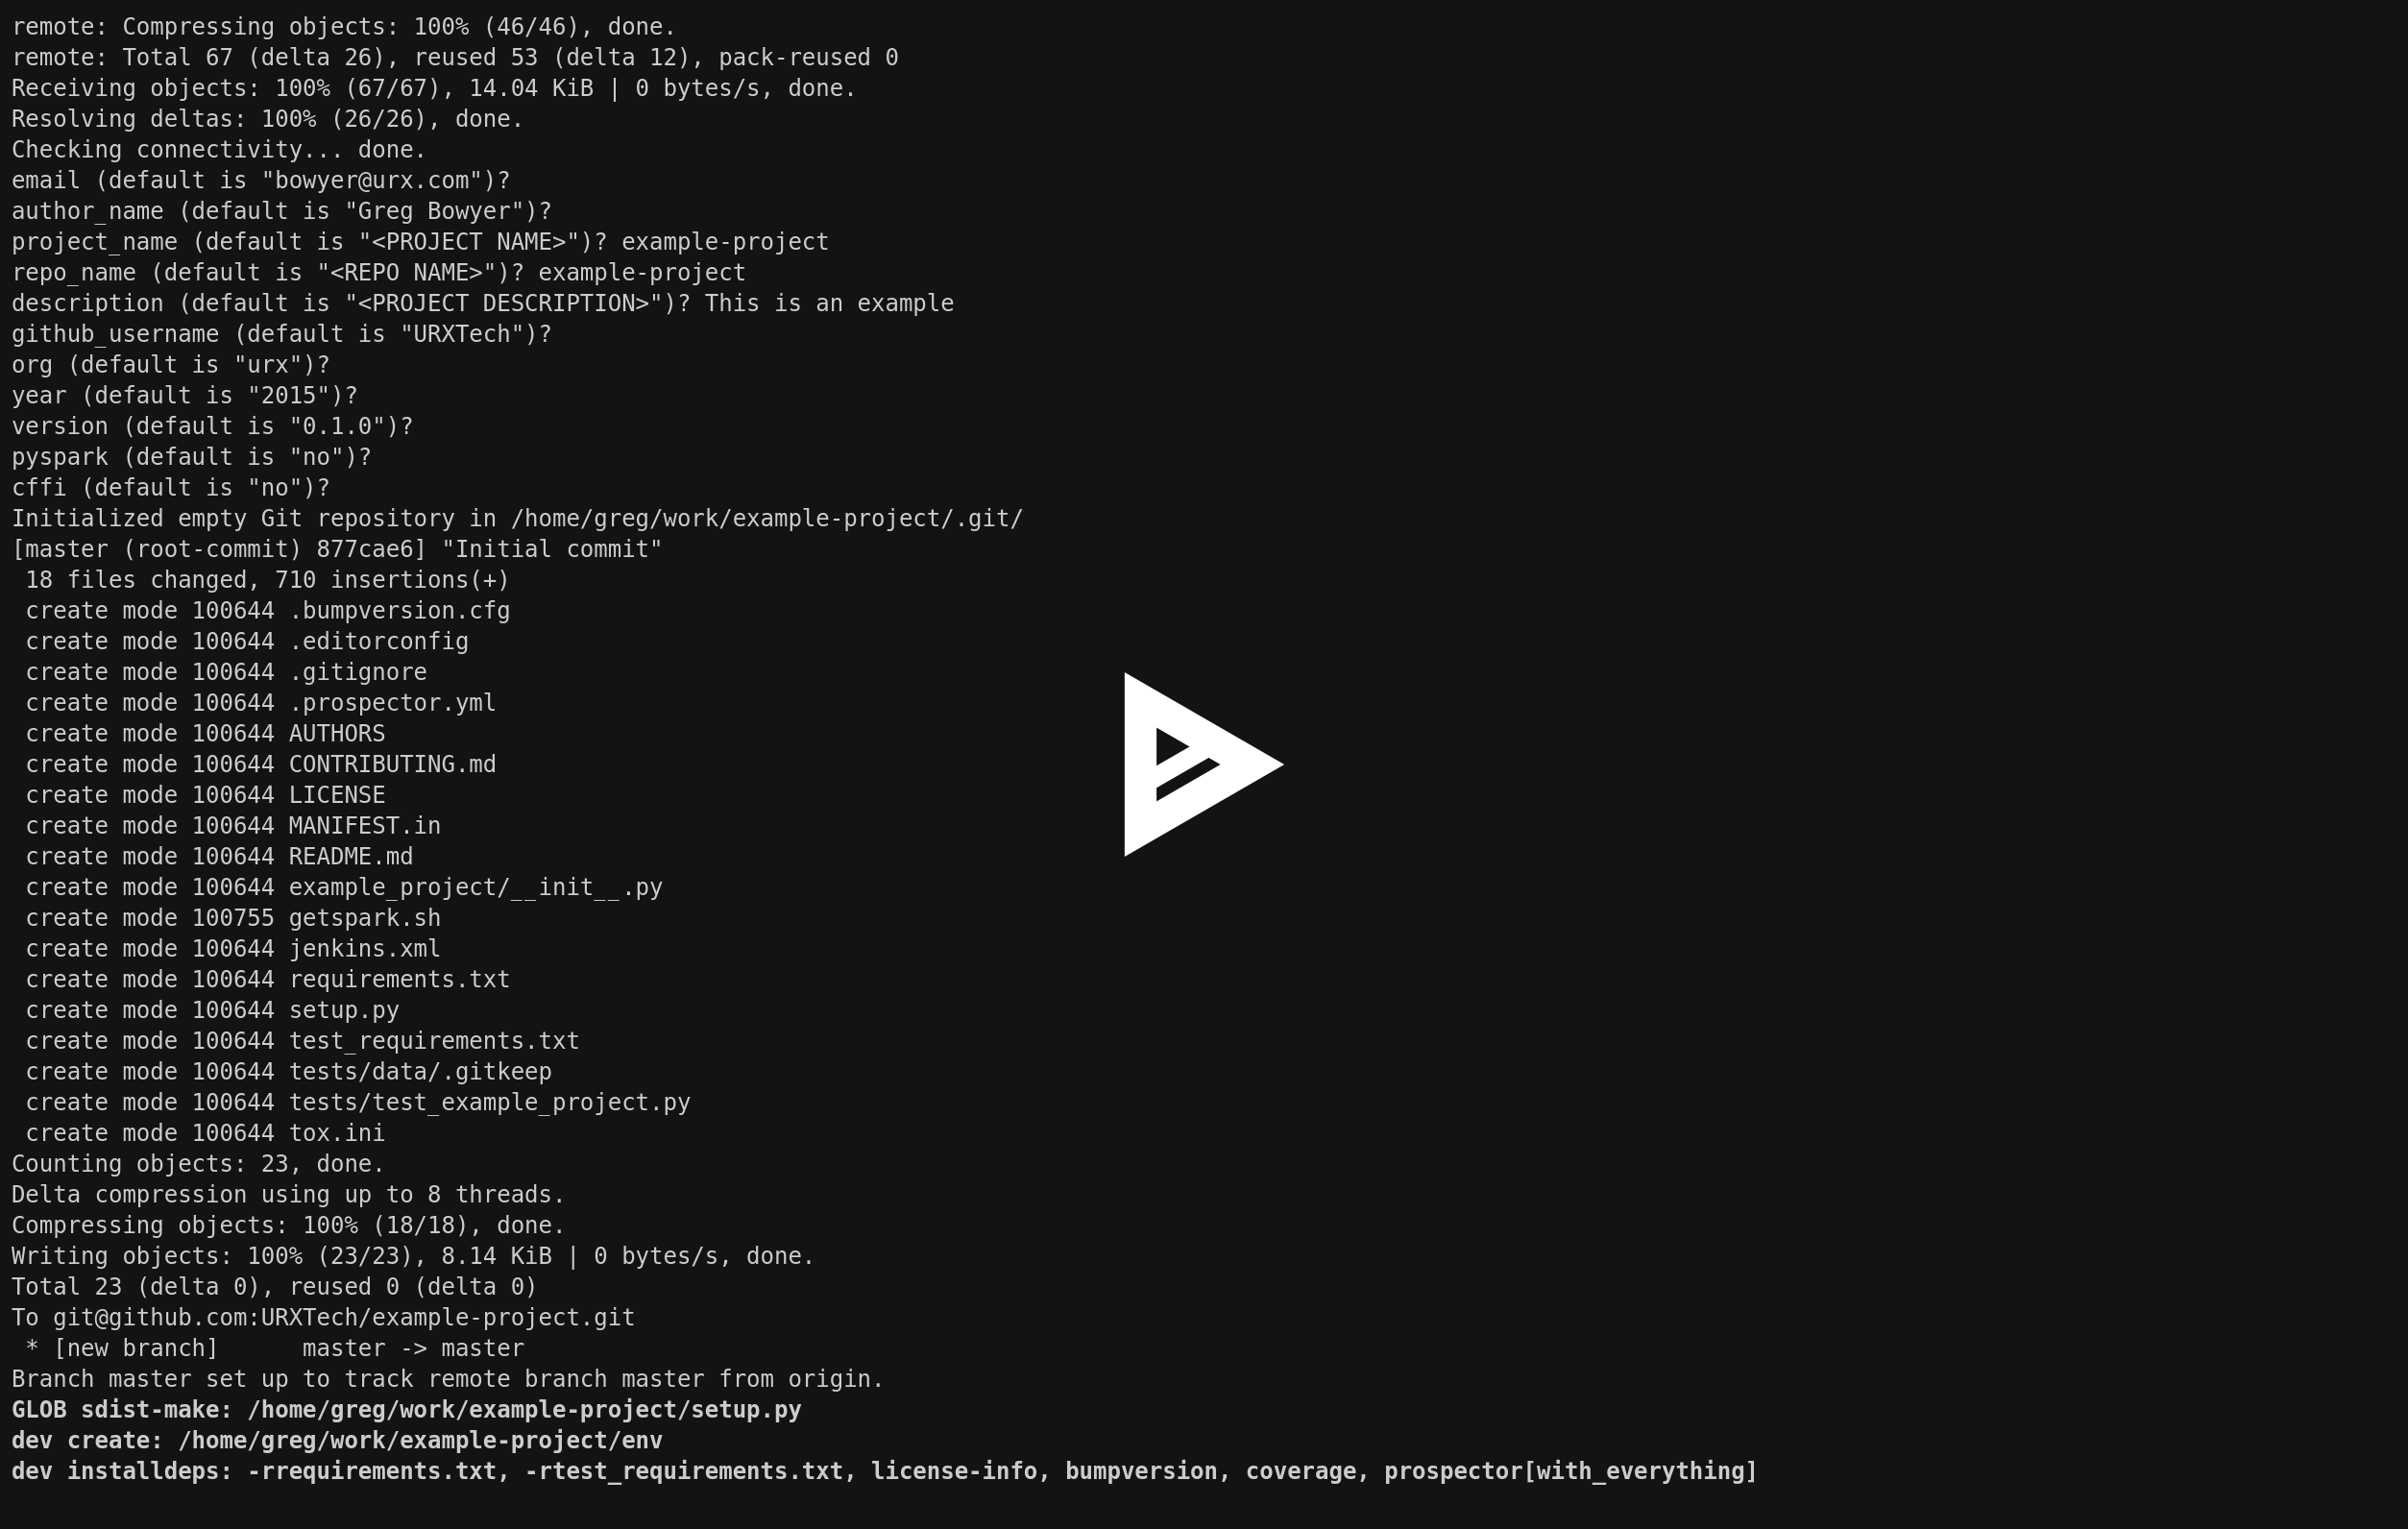 remote: Compressing objects: 100% (46/46), done.
remote: Total 67 (delta 26), reused 53 (delta 12), pack-reused 0
Receiving objects: 100% (67/67), 14.04 KiB | 0 bytes/s, done.
Resolving deltas: 100% (26/26), done.
Checking connectivity... done.
email (default is "bowyer@urx.com")?
author_name (default is "Greg Bowyer")?
project_name (default is "<PROJECT NAME>")? example-project
repo_name (default is "<REPO NAME>")? example-project
description (default is "<PROJECT DESCRIPTION>")? This is an example
github_username (default is "URXTech")?
org (default is "urx")?
year (default is "2015")?
version (default is "0.1.0")?
pyspark (default is "no")?
cffi (default is "no")?
Initialized empty Git repository in /home/greg/work/example-project/.git/
[master (root-commit) 877cae6] "Initial commit"
 18 files changed, 710 insertions(+)
 create mode 100644 .bumpversion.cfg
 create mode 100644 .editorconfig
 create mode 100644 .gitignore
 create mode 100644 .prospector.yml
 create mode 100644 AUTHORS
 create mode 100644 CONTRIBUTING.md
 create mode 100644 LICENSE
 create mode 100644 MANIFEST.in
 create mode 100644 README.md
 create mode 100644 example_project/__init__.py
 create mode 100755 getspark.sh
 create mode 100644 jenkins.xml
 create mode 100644 requirements.txt
 create mode 100644 setup.py
 create mode 100644 test_requirements.txt
 create mode 100644 tests/data/.gitkeep
 create mode 100644 tests/test_example_project.py
 create mode 100644 tox.ini
Counting objects: 23, done.
Delta compression using up to 8 threads.
Compressing objects: 100% (18/18), done.
Writing objects: 100% (23/23), 8.14 KiB | 0 bytes/s, done.
Total 23 (delta 0), reused 0 (delta 0)
To git@github.com:URXTech/example-project.git
 * [new branch]      master -> master
Branch master set up to track remote branch master from origin.
GLOB sdist-make: /home/greg/work/example-project/setup.py
dev create: /home/greg/work/example-project/env
dev installdeps: -rrequirements.txt, -rtest_requirements.txt, license-info, bumpversion, coverage, prospector[with_everything]